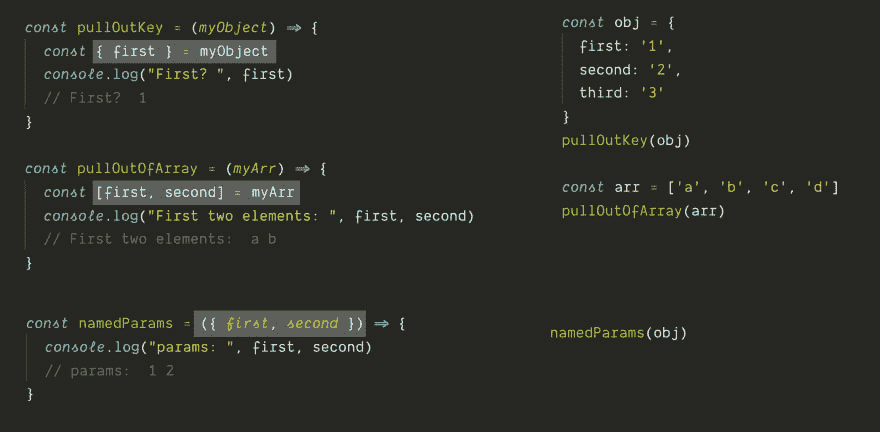 const pullOutKey = (myObject) => {
  const { first } = myObject
  console.log("First? ", first)
  // First?  1
}
const pullOutOfArray = (myArr) => {
  const [first, second] = myArr
  console.log("First two elements: ", first, second)
  // First two elements:  a b
}
const namedParams = ({ first, second }) => {
  console.log("params: ", first, second)
  // params:  1 2
}
const obj = {
  first: '1',
  second: '2',
  third: '3'
}
pullOutKey(obj)
const arr = ['a', 'b', 'c', 'd']
pullOutOfArray(arr)
namedParams(obj)